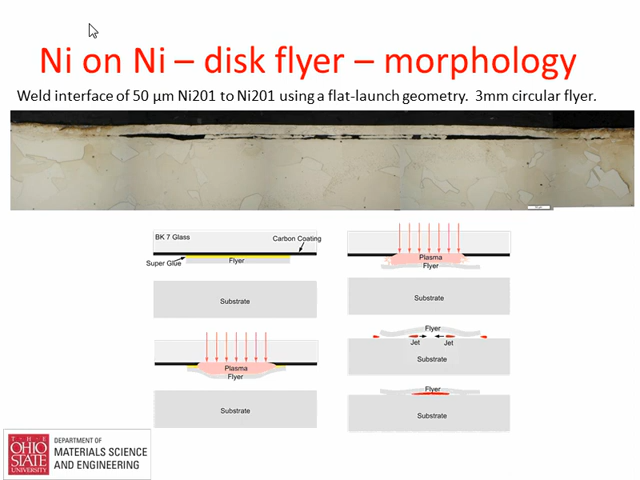 Ni on Ni – disk flyer – morphology
Weld interface of 50 µm Ni201 to Ni201 using a flat-launch geometry.  3mm circular flyer.
BK 7 Glass
Carbon Coating
Super Glue
Flyer
Substrate
Plasma
Flyer
Substrate
Plasma
Flyer
Substrate
Flyer
Jet
Jet
Substrate
Flyer
Substrate
T · H · E
OHIO
STATE
UNIVERSITY
DEPARTMENT OF
MATERIALS SCIENCE
AND ENGINEERING